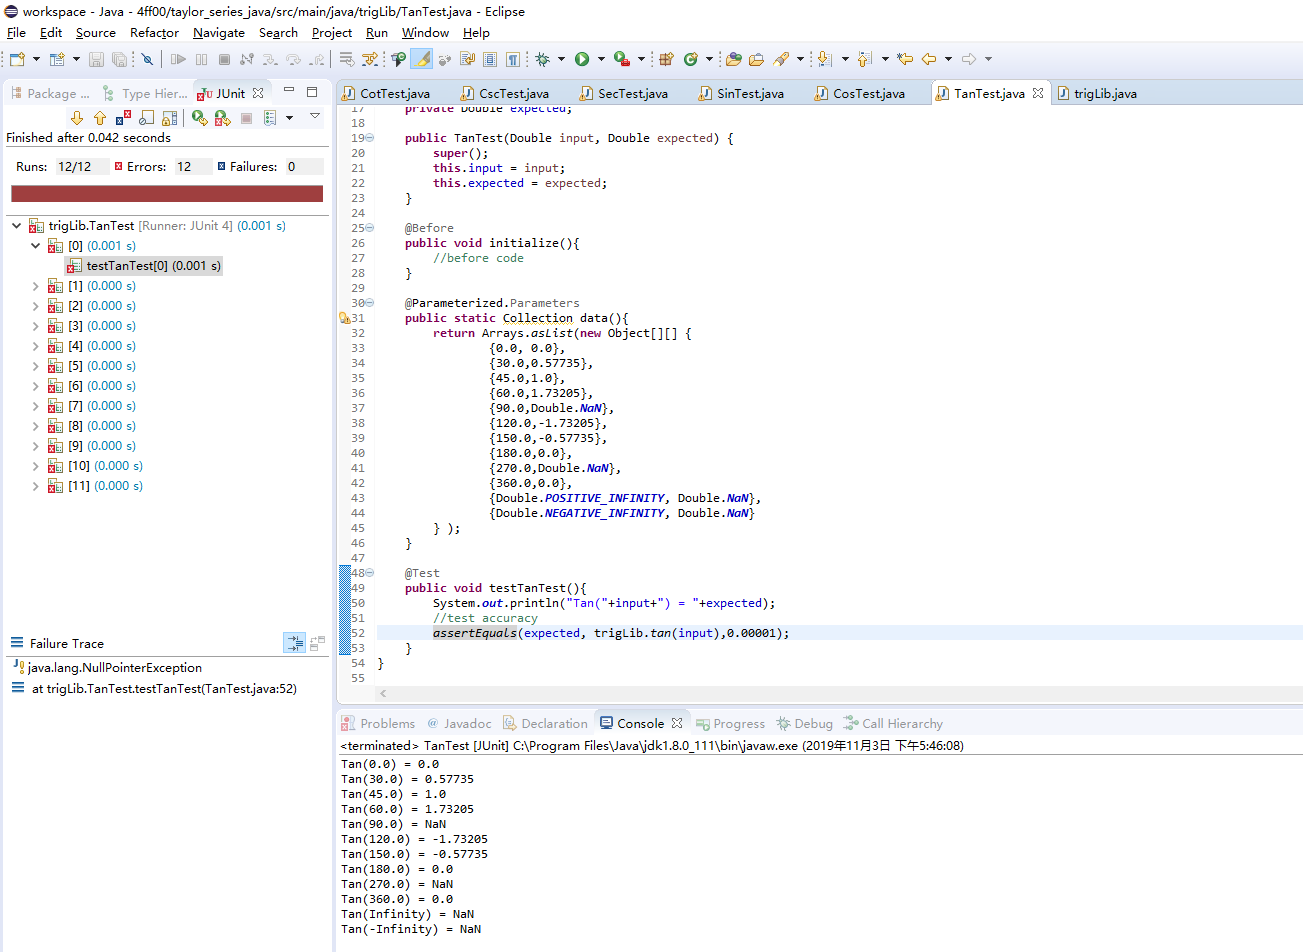 workspace - Java - 4ff00/taylor_series_java/src/main/java/trigLib/TanTest.java - Eclipse
File Edit Source Refactor Navigate Search Project Run Window Help
Package ... Type Hier... JUnit
Finished after 0.042 seconds
Runs: 12/12 Errors: 12 Failures: 0
trigLib.TanTest [Runner: JUnit 4] (0.001 s)
[0] (0.001 s)
testTanTest[0] (0.001 s)
[1] (0.000 s)
[2] (0.000 s)
[3] (0.000 s)
[4] (0.000 s)
[5] (0.000 s)
[6] (0.000 s)
[7] (0.000 s)
[8] (0.000 s)
[9] (0.000 s)
[10] (0.000 s)
[11] (0.000 s)
Failure Trace
java.lang.NullPointerException
at trigLib.TanTest.testTanTest(TanTest.java:52)
CotTest.java CscTest.java SecTest.java SinTest.java CosTest.java TanTest.java trigLib.java
17 private Double expected;
18
19 public TanTest(Double input, Double expected) {
20 super();
21 this.input = input;
22 this.expected = expected;
23 }
24
25 @Before
26 public void initialize(){
27 //before code
28 }
29
30 @Parameterized.Parameters
31 public static Collection data(){
32 return Arrays.asList(new Object[][] {
33 {0.0, 0.0},
34 {30.0,0.57735},
35 {45.0,1.0},
36 {60.0,1.73205},
37 {90.0,Double.NaN},
38 {120.0,-1.73205},
39 {150.0,-0.57735},
40 {180.0,0.0},
41 {270.0,Double.NaN},
42 {360.0,0.0},
43 {Double.POSITIVE_INFINITY, Double.NaN},
44 {Double.NEGATIVE_INFINITY, Double.NaN}
45 } );
46 }
47
48 @Test
49 public void testTanTest(){
50 System.out.println("Tan("+input+") = "+expected);
51 //test accuracy
52 assertEquals(expected, trigLib.tan(input),0.00001);
53 }
54 }
55
Problems Javadoc Declaration Console Progress Debug Call Hierarchy
<terminated> TanTest [JUnit] C:\Program Files\Java\jdk1.8.0_111\bin\javaw.exe (2019年11月3日 下午5:46:08)
Tan(0.0) = 0.0
Tan(30.0) = 0.57735
Tan(45.0) = 1.0
Tan(60.0) = 1.73205
Tan(90.0) = NaN
Tan(120.0) = -1.73205
Tan(150.0) = -0.57735
Tan(180.0) = 0.0
Tan(270.0) = NaN
Tan(360.0) = 0.0
Tan(Infinity) = NaN
Tan(-Infinity) = NaN